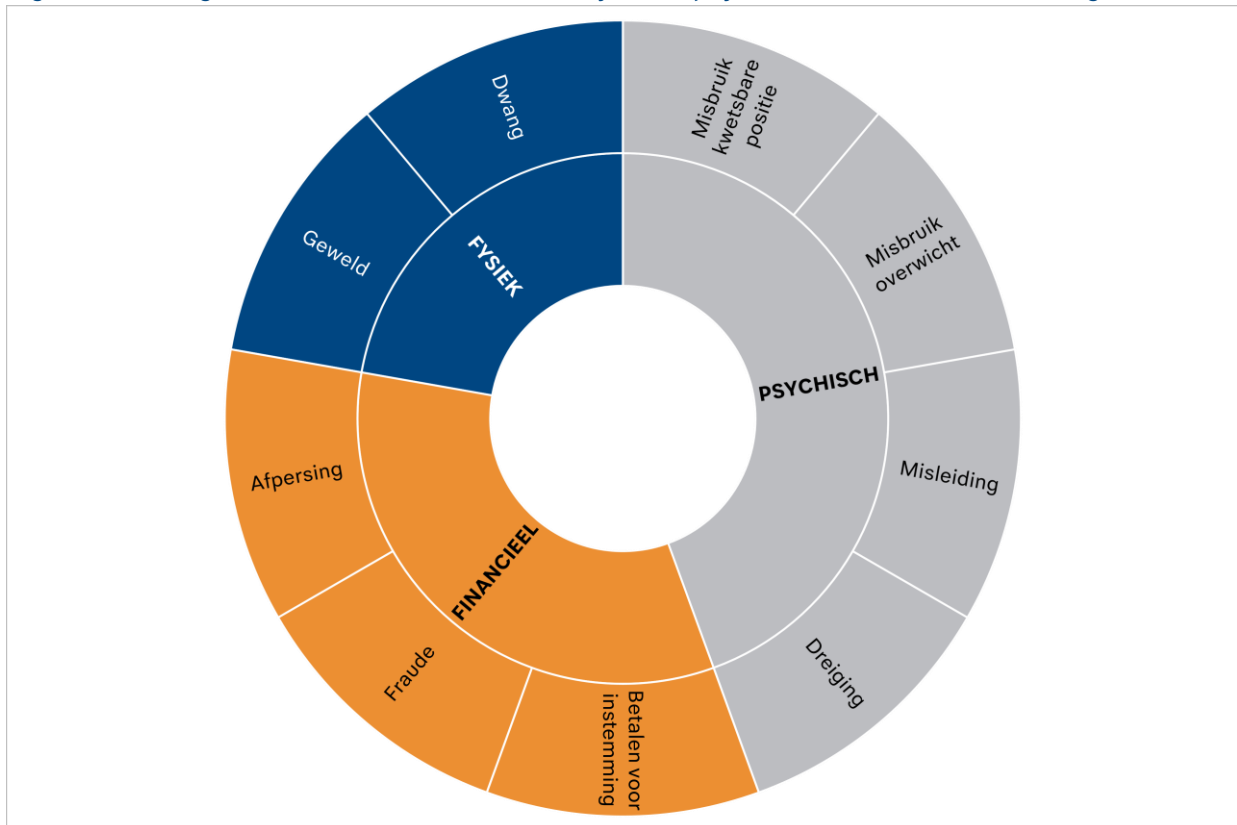 Dwang
Misbruik
kwetsbare
positie
Geweld
FYSIEK
Misbruik
overwicht
PSYCHISCH
Afpersing
Misleiding
FINANCIEEL
Fraude
Dreiging
Betalen voor
instemming